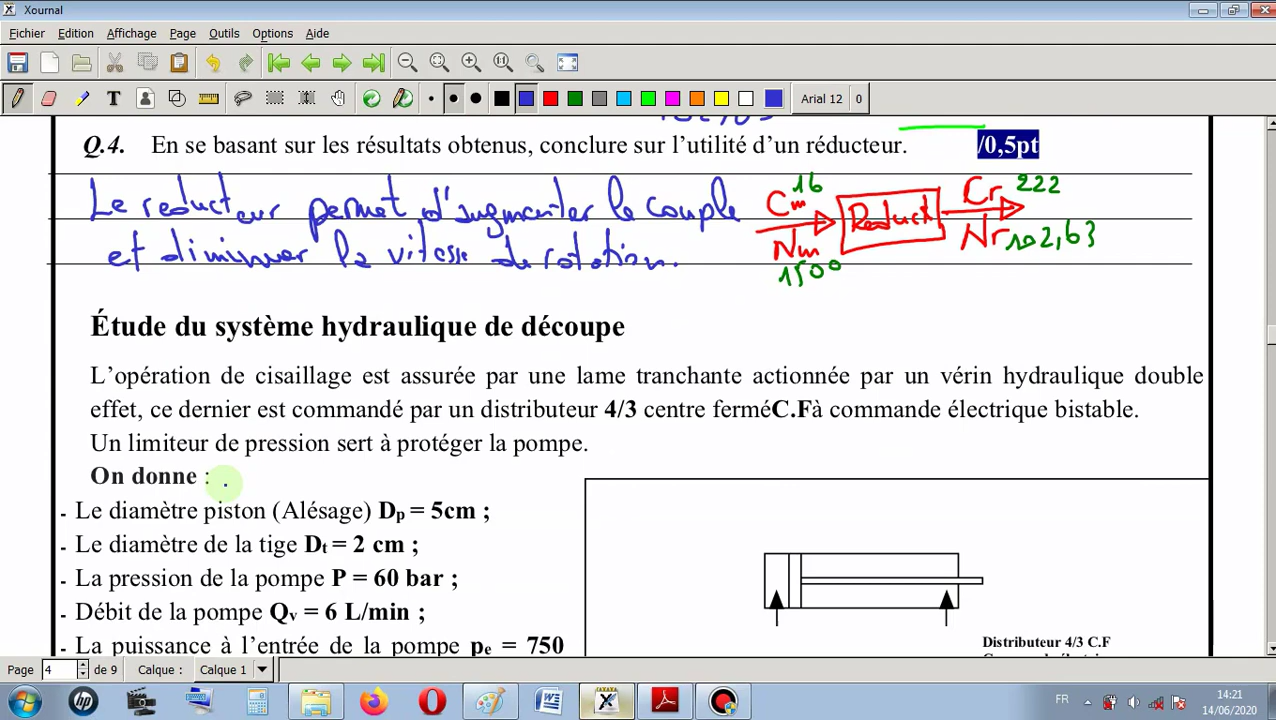 Xournal
Fichier Edition Affichage Page Outils Options Aide
Arial 12 0
Q.4. En se basant sur les résultats obtenus, conclure sur l'utilité d'un réducteur. /0,5pt
Le reducteur permet d'augmenter le couple
et diminuer la vitesse de rotation.
Cm 16
Nm
1500
Reduct
Cr 222
Nr 102,63
Étude du système hydraulique de découpe
L'opération de cisaillage est assurée par une lame tranchante actionnée par un vérin hydraulique double
effet, ce dernier est commandé par un distributeur 4/3 centre ferméC.Fà commande électrique bistable.
Un limiteur de pression sert à protéger la pompe.
On donne :
- Le diamètre piston (Alésage) Dp = 5cm ;
- Le diamètre de la tige Dt = 2 cm ;
- La pression de la pompe P = 60 bar ;
- Débit de la pompe Qv = 6 L/min ;
- La puissance à l'entrée de la pompe pe = 750
Distributeur 4/3 C.F
Page 4 de 9 Calque : Calque 1
FR
14:21
14/06/2020